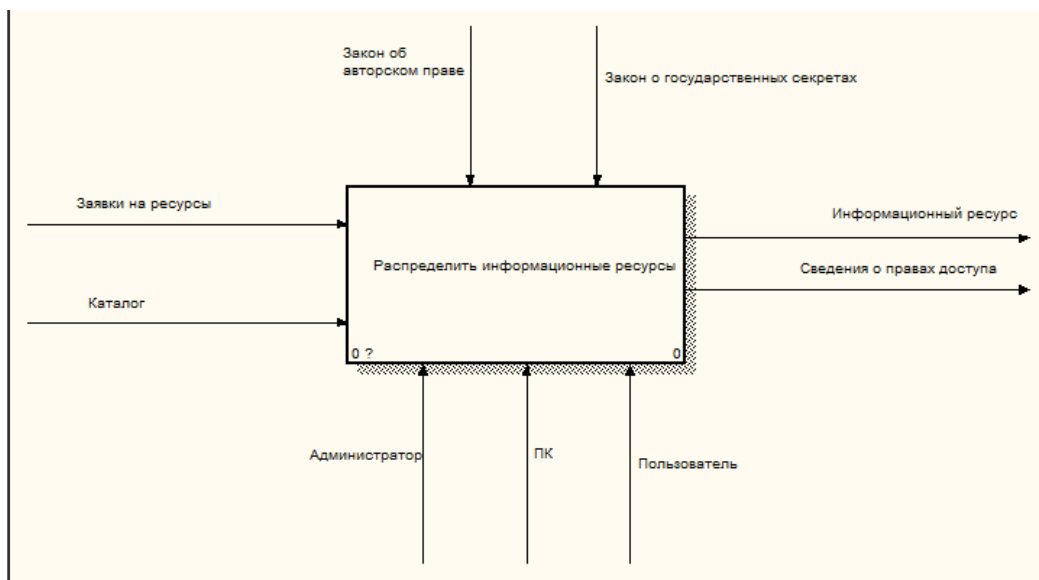 Закон об
авторском праве
Закон о государственных секретах
Заявки на ресурсы
Информационный ресурс
Распределить информационные ресурсы
Сведения о правах доступа
Каталог
0 ?
0
Администратор
ПК
Пользователь